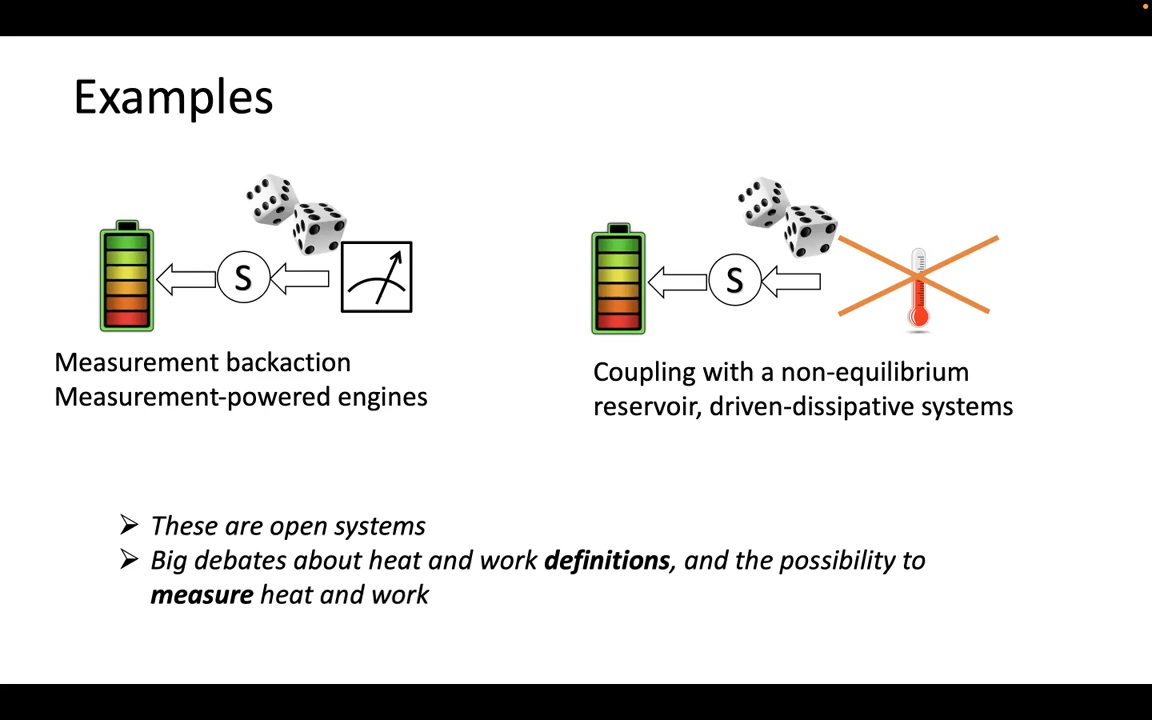 Examples
S
S
Measurement backaction
Measurement-powered engines
Coupling with a non-equilibrium
reservoir, driven-dissipative systems
These are open systems
Big debates about heat and work definitions, and the possibility to
measure heat and work